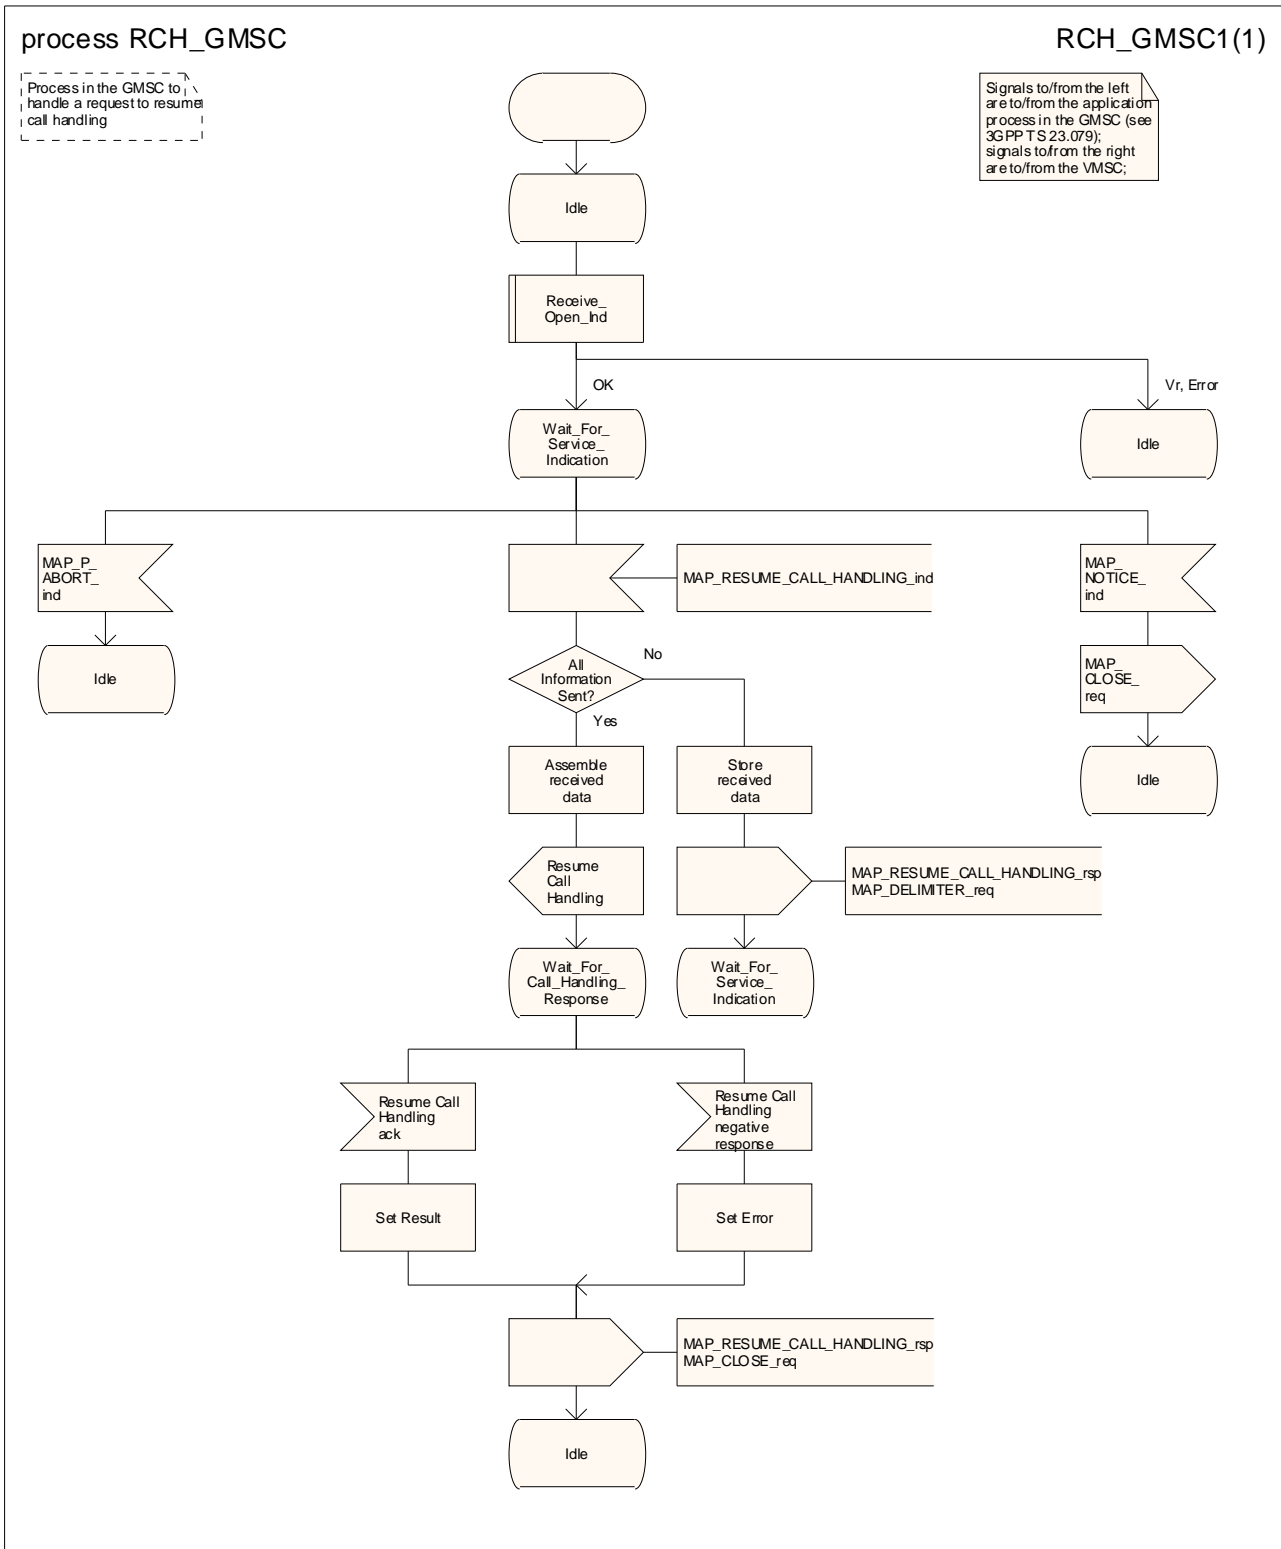 process RCH_GMSC
RCH_GMSC1(1)
Process in the GMSC to
handle a request to resume
call handling
Signals to/from the left
are to/from the application
process in the GMSC (see
3GPP TS 23.079);
signals to/from the right
are to/from the VMSC;
Idle
Receive_
Open_Ind
OK
Vr, Error
Wait_For_
Service_
Indication
Idle
MAP_P_
ABORT_
ind
MAP_RESUME_CALL_HANDLING_ind
MAP_
NOTICE_
ind
Idle
All
Information
Sent?
No
Yes
MAP_
CLOSE_
req
Assemble
received
data
Store
received
data
Idle
Resume
Call
Handling
MAP_RESUME_CALL_HANDLING_rsp
MAP_DELIMITER_req
Wait_For_
Call_Handling_
Response
Wait_For_
Service_
Indication
Resume Call
Handling
ack
Resume Call
Handling
negative
response
Set Result
Set Error
MAP_RESUME_CALL_HANDLING_rsp
MAP_CLOSE_req
Idle